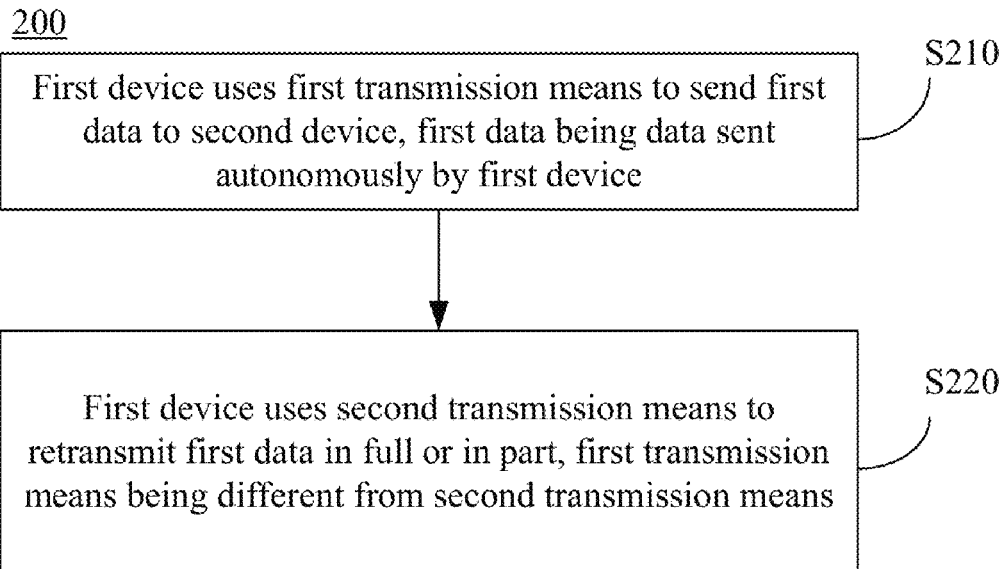 200
S210
First device uses first transmission means to send first
data to second device, first data being data sent
autonomously by first device
S220
First device uses second transmission means to
retransmit first data in full or in part, first transmission
means being different from second transmission means